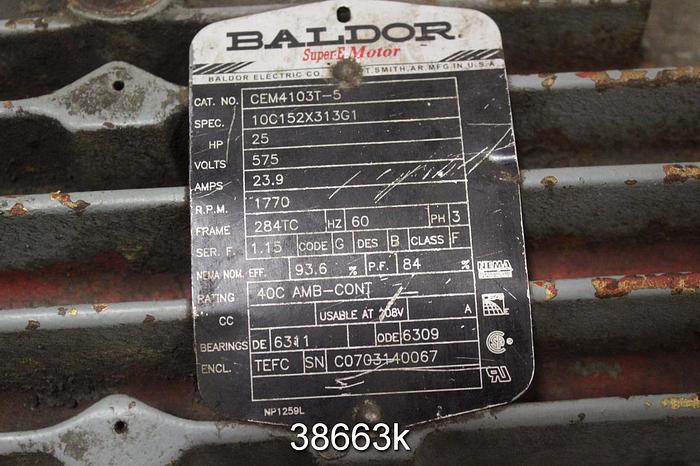 BALDOR
Super-E Motor
BALDOR ELECTRIC CO. T. SMITH, AR. MFG. IN U.S.A.
CAT. NO. CEM4103T-5
SPEC. 10C152X313G1
HP 25
VOLTS 575
AMPS 23.9
R.P.M. 1770
FRAME 284TC HZ 60 PH 3
SER. F. 1.15 CODE G DES B CLASS F
NEMA NOM. EFF. 93.6 % P.F. 84 %
NEMA
RATING 40C AMB-CONT
CC USABLE AT 208V A
BEARINGS DE 6311 ODE 6309
ENCL. TEFC SN C0703140067
NP1259L
38663k